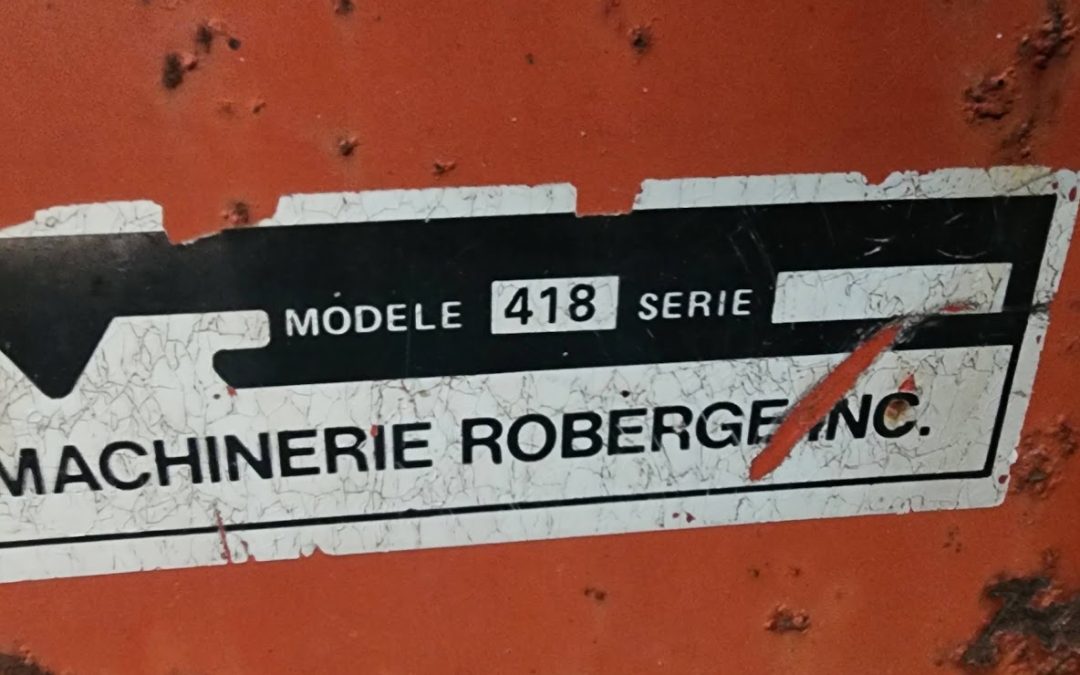 MODELE 418 SERIE
MACHINERIE ROBERGE INC.